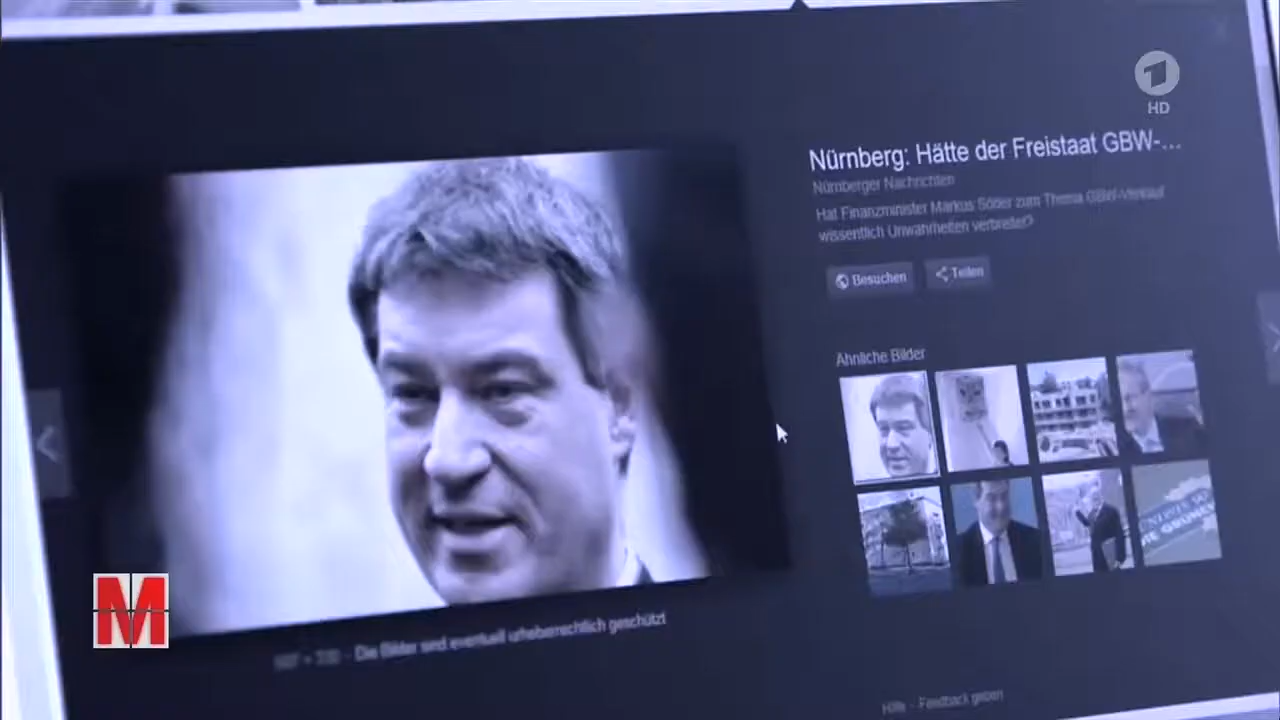 1
HD
Nürnberg: Hätte der Freistaat GBW-...
Nürnberger Nachrichten
Hat Finanzminister Markus Söder zum Thema GBW-Verkauf
wissentlich Unwahrheiten verbreitet?
Besuchen
Teilen
Ähnliche Bilder
M
Die Bilder sind eventuell urheberrechtlich geschützt
Hilfe - Feedback geben